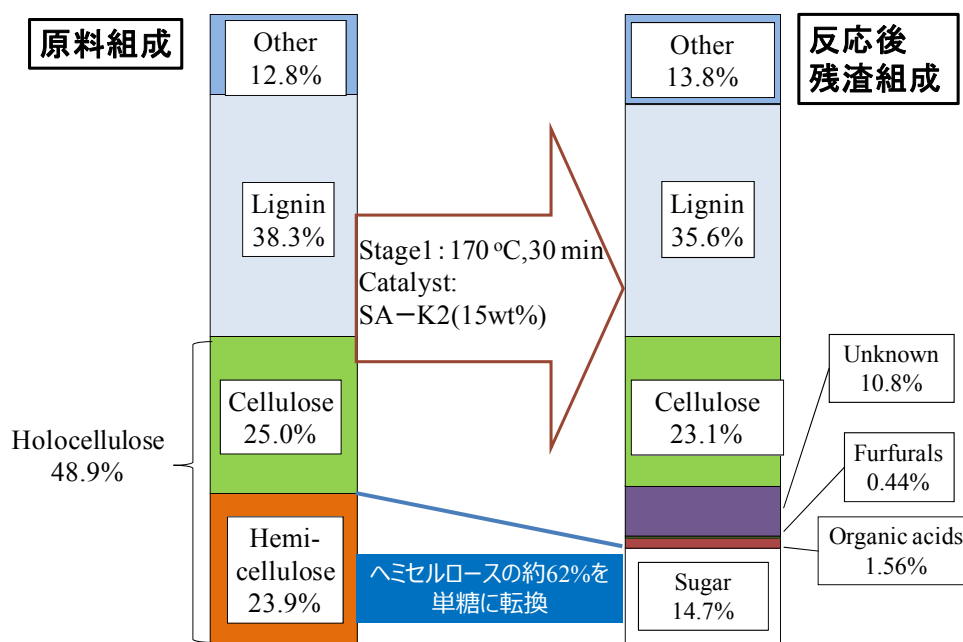 原料組成
Other
12.8%
Lignin
38.3%
Cellulose
25.0%
Hemi-
cellulose
23.9%
Holocellulose
48.9%
Stage1 : 170 ºC,30 min
Catalyst:
SA－K2(15wt%)
ヘミセルロースの約62%を
単糖に転換
反応後
残渣組成
Other
13.8%
Lignin
35.6%
Cellulose
23.1%
Unknown
10.8%
Furfurals
0.44%
Organic acids
1.56%
Sugar
14.7%